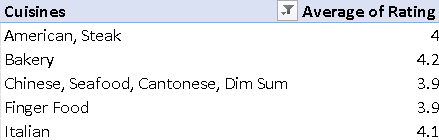 Cuisines Average of Rating
American, Steak 4
Bakery 4.2
Chinese, Seafood, Cantonese, Dim Sum 3.9
Finger Food 3.9
Italian 4.1